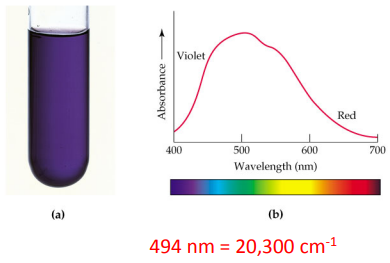 Absorbance
Violet
Red
400 500 600 700
Wavelength (nm)
(a) (b)
494 nm = 20,300 cm-1